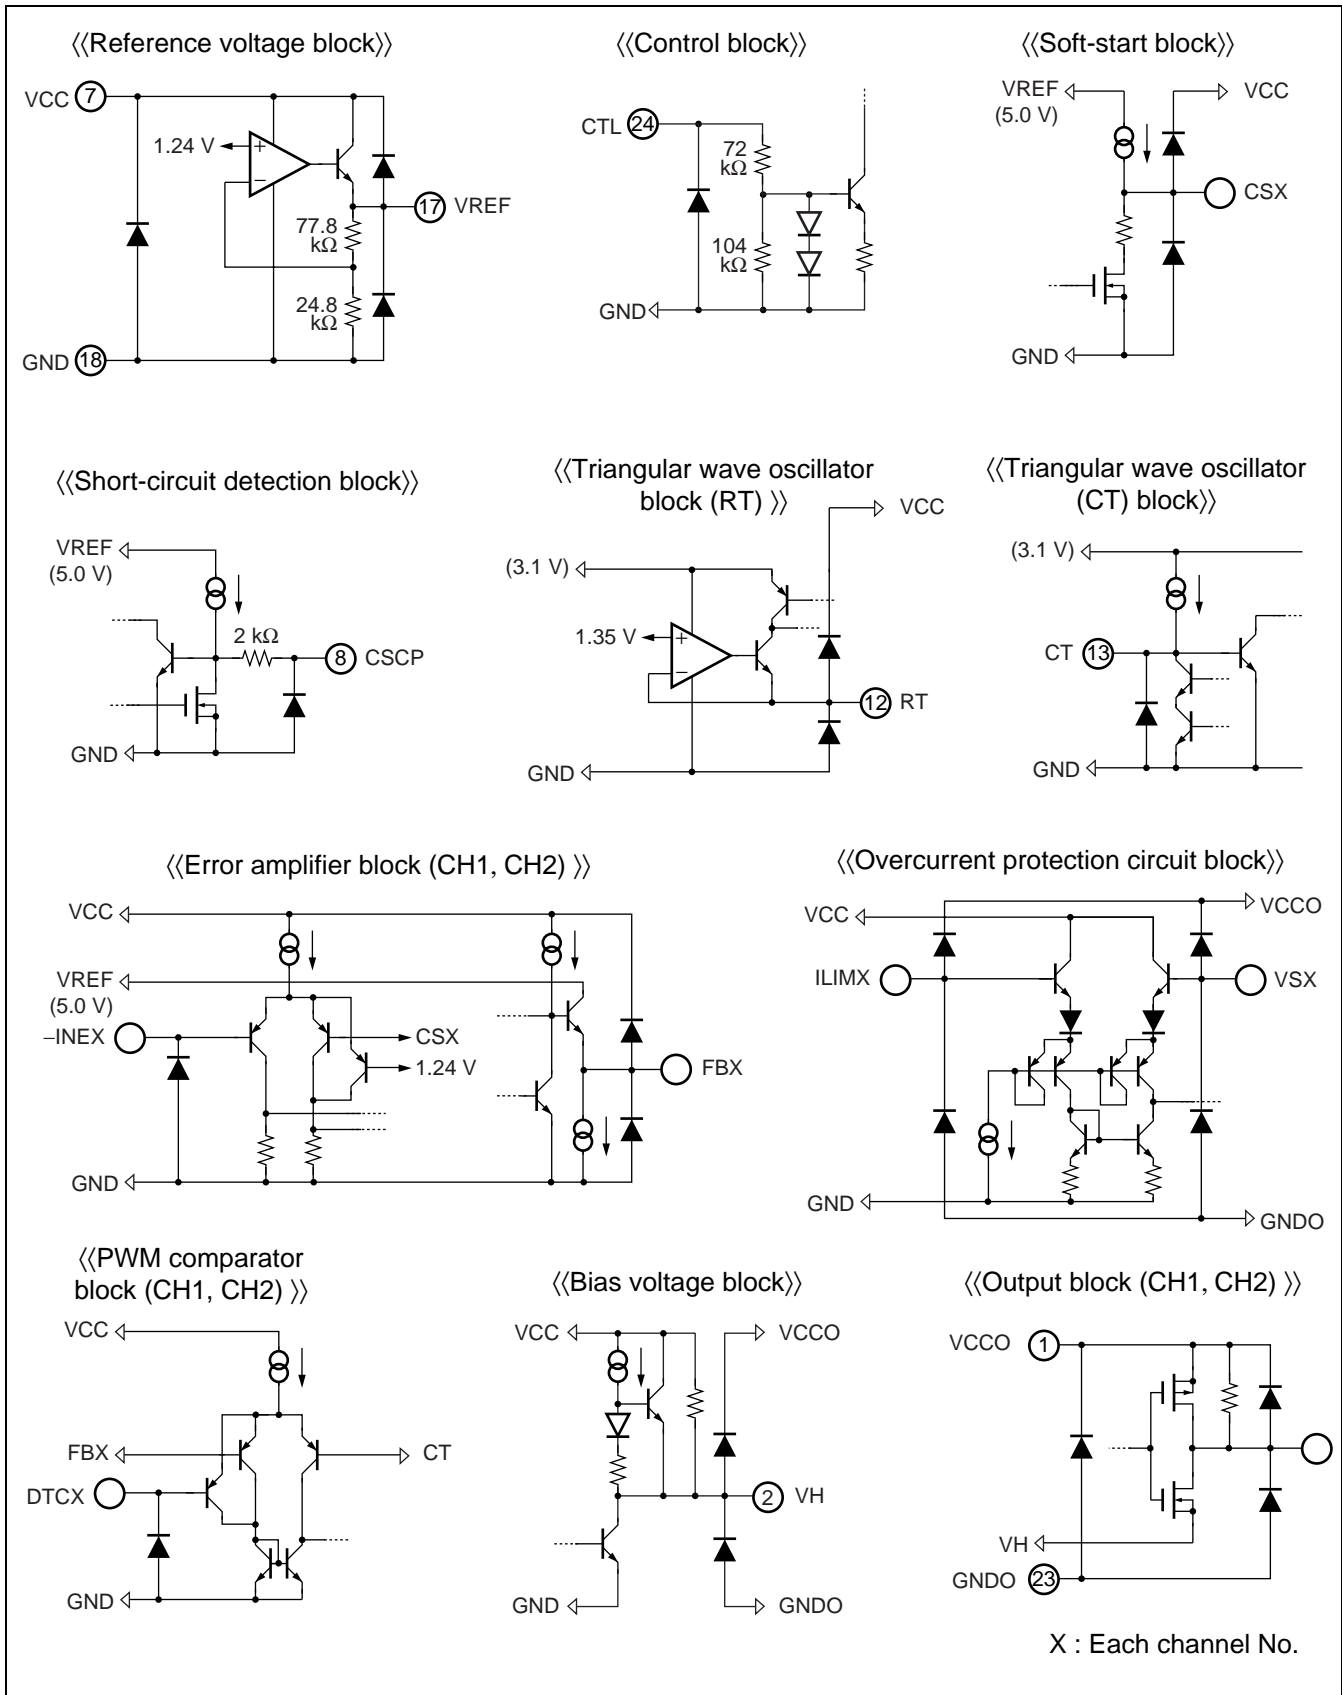 ⟨⟨Reference voltage block⟩⟩
VCC 7
1.24 V
+
−
17 VREF
77.8
kΩ
24.8
kΩ
GND 18
⟨⟨Control block⟩⟩
CTL 24
72
kΩ
104
kΩ
GND
⟨⟨Soft-start block⟩⟩
VREF
(5.0 V)
VCC
CSX
GND
⟨⟨Short-circuit detection block⟩⟩
VREF
(5.0 V)
2 kΩ
8 CSCP
GND
⟨⟨Triangular wave oscillator
block (RT) ⟩⟩
VCC
(3.1 V)
1.35 V
+
−
12 RT
GND
⟨⟨Triangular wave oscillator
(CT) block⟩⟩
(3.1 V)
CT 13
GND
⟨⟨Error amplifier block (CH1, CH2) ⟩⟩
VCC
VREF
(5.0 V)
−INEX
CSX
1.24 V
FBX
GND
⟨⟨Overcurrent protection circuit block⟩⟩
VCCO
VCC
ILIMX
VSX
GND
GNDO
⟨⟨PWM comparator
block (CH1, CH2) ⟩⟩
VCC
FBX
CT
DTCX
GND
⟨⟨Bias voltage block⟩⟩
VCC
VCCO
2 VH
GND
GNDO
⟨⟨Output block (CH1, CH2) ⟩⟩
VCCO 1
VH
GNDO 23
X : Each channel No.